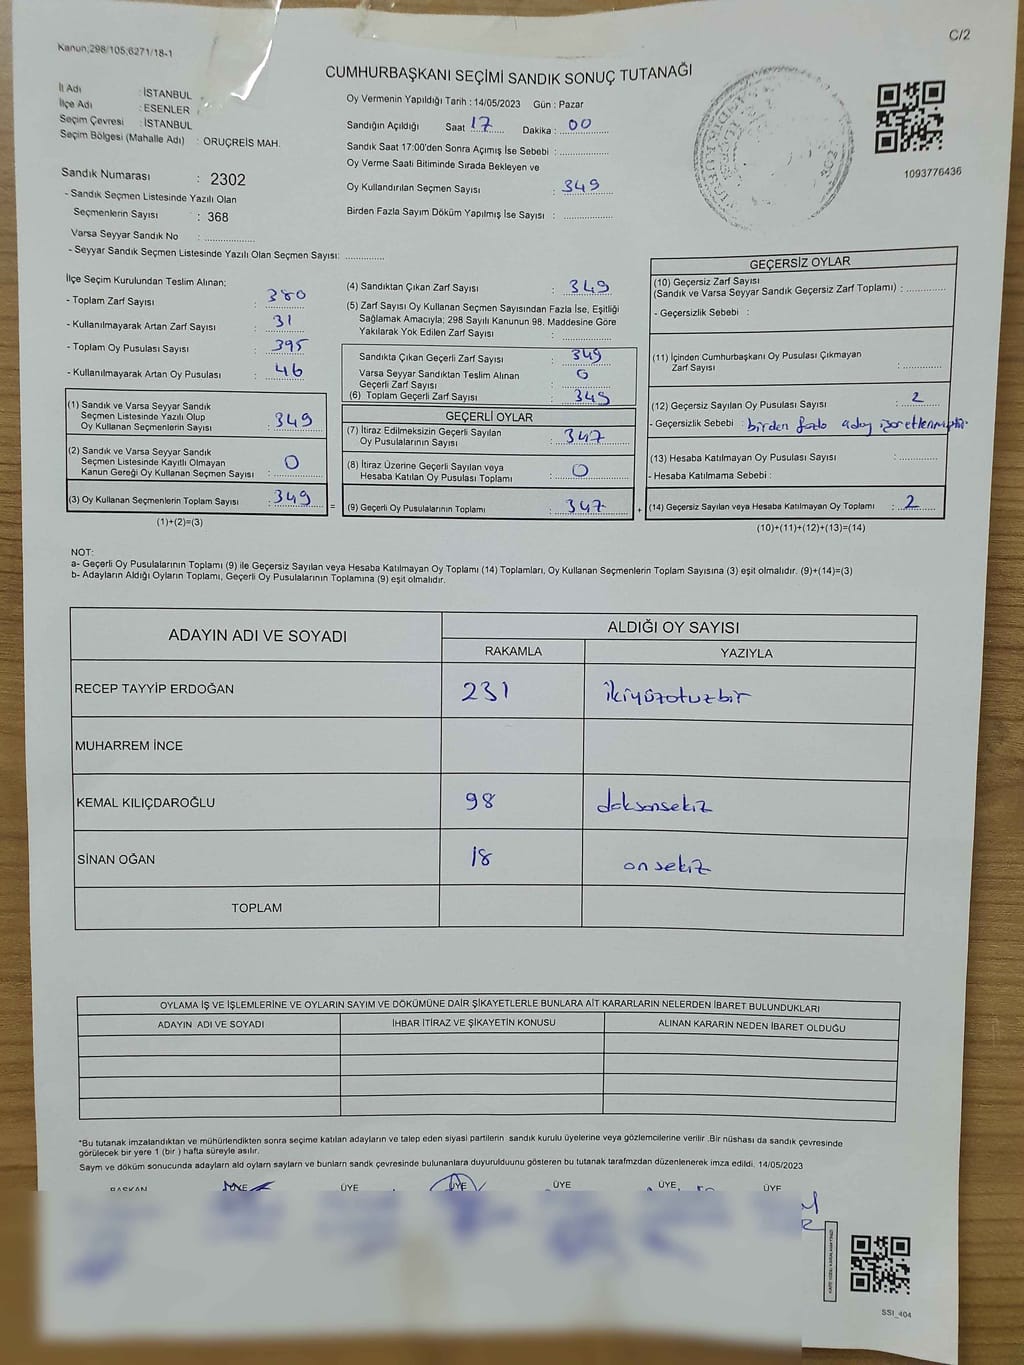 C/2
Kanun;298/105;6271/18-1
CUMHURBAŞKANI SEÇİMİ SANDIK SONUÇ TUTANAĞI
İl Adı : İSTANBUL
İlçe Adı : ESENLER
Seçim Çevresi : İSTANBUL
Seçim Bölgesi (Mahalle Adı) : ORUÇREİS MAH.
Sandık Numarası : 2302
- Sandık Seçmen Listesinde Yazılı Olan
Seçmenlerin Sayısı : 368
Varsa Seyyar Sandık No : ................
- Seyyar Sandık Seçmen Listesinde Yazılı Olan Seçmen Sayısı: .............
Oy Vermenin Yapıldığı Tarih : 14/05/2023 Gün : Pazar
Sandığın Açıldığı Saat 17 Dakika : 00
Sandık Saat 17:00'den Sonra Açımış İse Sebebi : ................
Oy Verme Saati Bitiminde Sırada Bekleyen ve
Oy Kullandırılan Seçmen Sayısı : 349
Birden Fazla Sayım Döküm Yapılmış İse Sayısı : ................
1093776436
İlçe Seçim Kurulundan Teslim Alınan;
- Toplam Zarf Sayısı : 380
- Kullanılmayarak Artan Zarf Sayısı : 31
- Toplam Oy Pusulası Sayısı : 395
- Kullanılmayarak Artan Oy Pusulası : 46
(1) Sandık ve Varsa Seyyar Sandık
Seçmen Listesinde Yazılı Olup
Oy Kullanan Seçmenlerin Sayısı : 349
(2) Sandık ve Varsa Seyyar Sandık
Seçmen Listesinde Kayıtlı Olmayan
Kanun Gereği Oy Kullanan Seçmen Sayısı : 0
(3) Oy Kullanan Seçmenlerin Toplam Sayısı : 349 =
(1)+(2)=(3)
(4) Sandıktan Çıkan Zarf Sayısı : 349
(5) Zarf Sayısı Oy Kullanan Seçmen Sayısından Fazla İse, Eşitliği
Sağlamak Amacıyla; 298 Sayılı Kanunun 98. Maddesine Göre
Yakılarak Yok Edilen Zarf Sayısı : ................
Sandıkta Çıkan Geçerli Zarf Sayısı : 349
Varsa Seyyar Sandıktan Teslim Alınan
Geçerli Zarf Sayısı : 0
(6) Toplam Geçerli Zarf Sayısı : 349
GEÇERLİ OYLAR
(7) İtiraz Edilmeksizin Geçerli Sayılan
Oy Pusulalarının Sayısı : 347
(8) İtiraz Üzerine Geçerli Sayılan veya
Hesaba Katılan Oy Pusulası Toplamı : 0
(9) Geçerli Oy Pusulalarının Toplamı : 347 +
GEÇERSİZ OYLAR
(10) Geçersiz Zarf Sayısı
(Sandık ve Varsa Seyyar Sandık Geçersiz Zarf Toplamı) : .............
- Geçersizlik Sebebi :
(11) İçinden Cumhurbaşkanı Oy Pusulası Çıkmayan
Zarf Sayısı : .............
(12) Geçersiz Sayılan Oy Pusulası Sayısı : 2
- Geçersizlik Sebebi : birden fazla aday işaretlenmiştir.
(13) Hesaba Katılmayan Oy Pusulası Sayısı : .............
- Hesaba Katılmama Sebebi :
(14) Geçersiz Sayılan veya Hesaba Katılmayan Oy Toplamı : 2
(10)+(11)+(12)+(13)=(14)
NOT:
a- Geçerli Oy Pusulalarının Toplamı (9) ile Geçersiz Sayılan veya Hesaba Katılmayan Oy Toplamı (14) Toplamları, Oy Kullanan Seçmenlerin Toplam Sayısına (3) eşit olmalıdır. (9)+(14)=(3)
b- Adayların Aldığı Oyların Toplamı, Geçerli Oy Pusulalarının Toplamına (9) eşit olmalıdır.
ADAYIN ADI VE SOYADI ALDIĞI OY SAYISI
RAKAMLA YAZIYLA
RECEP TAYYİP ERDOĞAN 231 ikiyüzotuzbir
MUHARREM İNCE
KEMAL KILIÇDAROĞLU 98 doksansekiz
SİNAN OĞAN 18 onsekiz
TOPLAM
OYLAMA İŞ VE İŞLEMLERİNE VE OYLARIN SAYIM VE DÖKÜMÜNE DAİR ŞİKAYETLERLE BUNLARA AİT KARARLARIN NELERDEN İBARET BULUNDUKLARI
ADAYIN ADI VE SOYADI İHBAR İTİRAZ VE ŞİKAYETİN KONUSU ALINAN KARARIN NEDEN İBARET OLDUĞU
*Bu tutanak imzalandıktan ve mühürlendikten sonra seçime katılan adayların ve talep eden siyasi partilerin sandık kurulu üyelerine veya gözlemcilerine verilir .Bir nüshası da sandık çevresinde
görülecek bir yere 1 (bir ) hafta süreyle asılır.
Saym ve döküm sonucunda adaylarn ald oylarn saylarn ve bunlarn sandk çevresinde bulunanlara duyurulduunu gösteren bu tutanak tarafmzdan düzenlenerek imza edildi. 14/05/2023
BAŞKAN ÜYE ÜYE ÜYE ÜYE ÜYE ÜYE
SSI_404